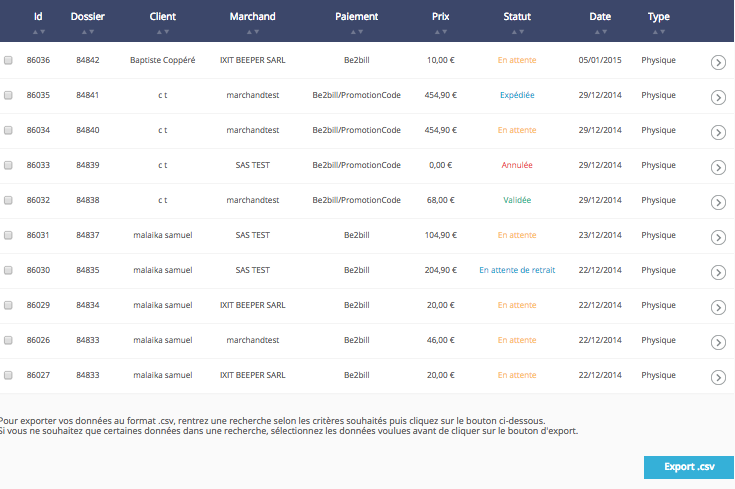 Id Dossier Client Marchand Paiement Prix Statut Date Type
86036 84842 Baptiste Coppéré IXIT BEEPER SARL Be2bill 10,00 € En attente 05/01/2015 Physique
86035 84841 c t marchandtest Be2bill/PromotionCode 454,90 € Expédiée 29/12/2014 Physique
86034 84840 c t marchandtest Be2bill/PromotionCode 454,90 € En attente 29/12/2014 Physique
86033 84839 c t SAS TEST Be2bill/PromotionCode 0,00 € Annulée 29/12/2014 Physique
86032 84838 c t marchandtest Be2bill/PromotionCode 68,00 € Validée 29/12/2014 Physique
86031 84837 malaika samuel SAS TEST Be2bill 104,90 € En attente 23/12/2014 Physique
86030 84835 malaika samuel SAS TEST Be2bill 204,90 € En attente de retrait 22/12/2014 Physique
86029 84834 malaika samuel IXIT BEEPER SARL Be2bill 20,00 € En attente 22/12/2014 Physique
86026 84833 malaika samuel marchandtest Be2bill 46,00 € En attente 22/12/2014 Physique
86027 84833 malaika samuel IXIT BEEPER SARL Be2bill 20,00 € En attente 22/12/2014 Physique
Pour exporter vos données au format .csv, rentrez une recherche selon les critères souhaités puis cliquez sur le bouton ci-dessous.
Si vous ne souhaitez que certaines données dans une recherche, sélectionnez les données voulues avant de cliquer sur le bouton d'export.
Export .csv